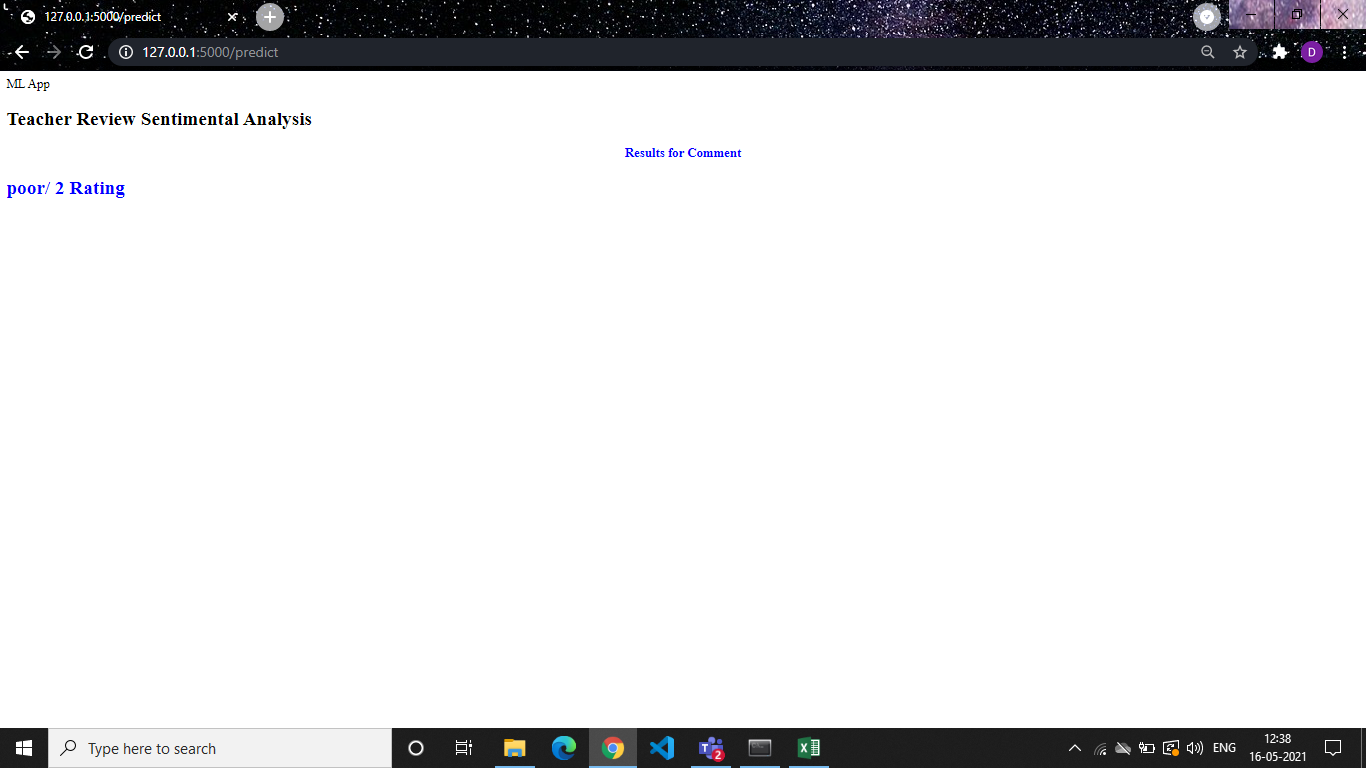 127.0.0.1:5000/predict
127.0.0.1:5000/predict
D
ML App
Teacher Review Sentimental Analysis
Results for Comment
poor/ 2 Rating
Type here to search
2
ENG
12:38
16-05-2021